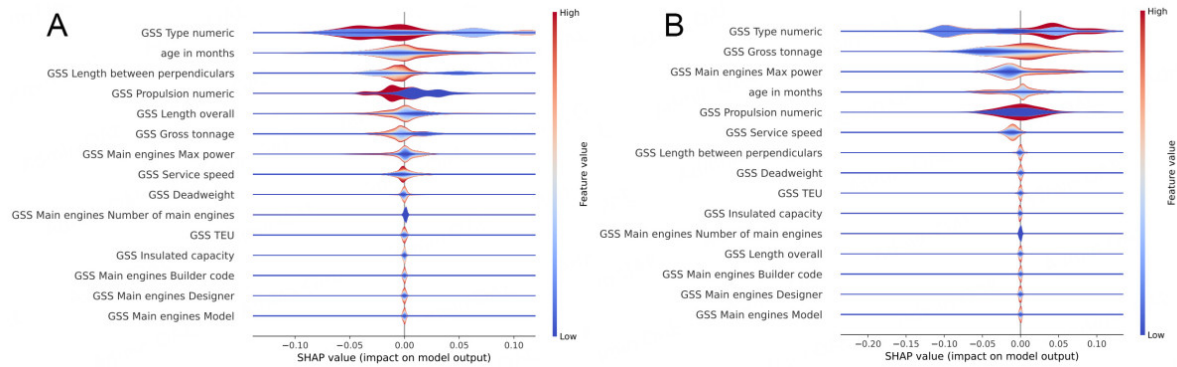 A
GSS Type numeric
age in months
GSS Length between perpendiculars
GSS Propulsion numeric
GSS Length overall
GSS Gross tonnage
GSS Main engines Max power
GSS Service speed
GSS Deadweight
GSS Main engines Number of main engines
GSS TEU
GSS Insulated capacity
GSS Main engines Builder code
GSS Main engines Designer
GSS Main engines Model
−0.10 −0.05 0.00 0.05 0.10
SHAP value (impact on model output)
High
Feature value
Low
B
GSS Type numeric
GSS Gross tonnage
GSS Main engines Max power
age in months
GSS Propulsion numeric
GSS Service speed
GSS Length between perpendiculars
GSS Deadweight
GSS TEU
GSS Insulated capacity
GSS Main engines Number of main engines
GSS Length overall
GSS Main engines Builder code
GSS Main engines Designer
GSS Main engines Model
−0.20 −0.15 −0.10 −0.05 0.00 0.05 0.10
SHAP value (impact on model output)
High
Feature value
Low